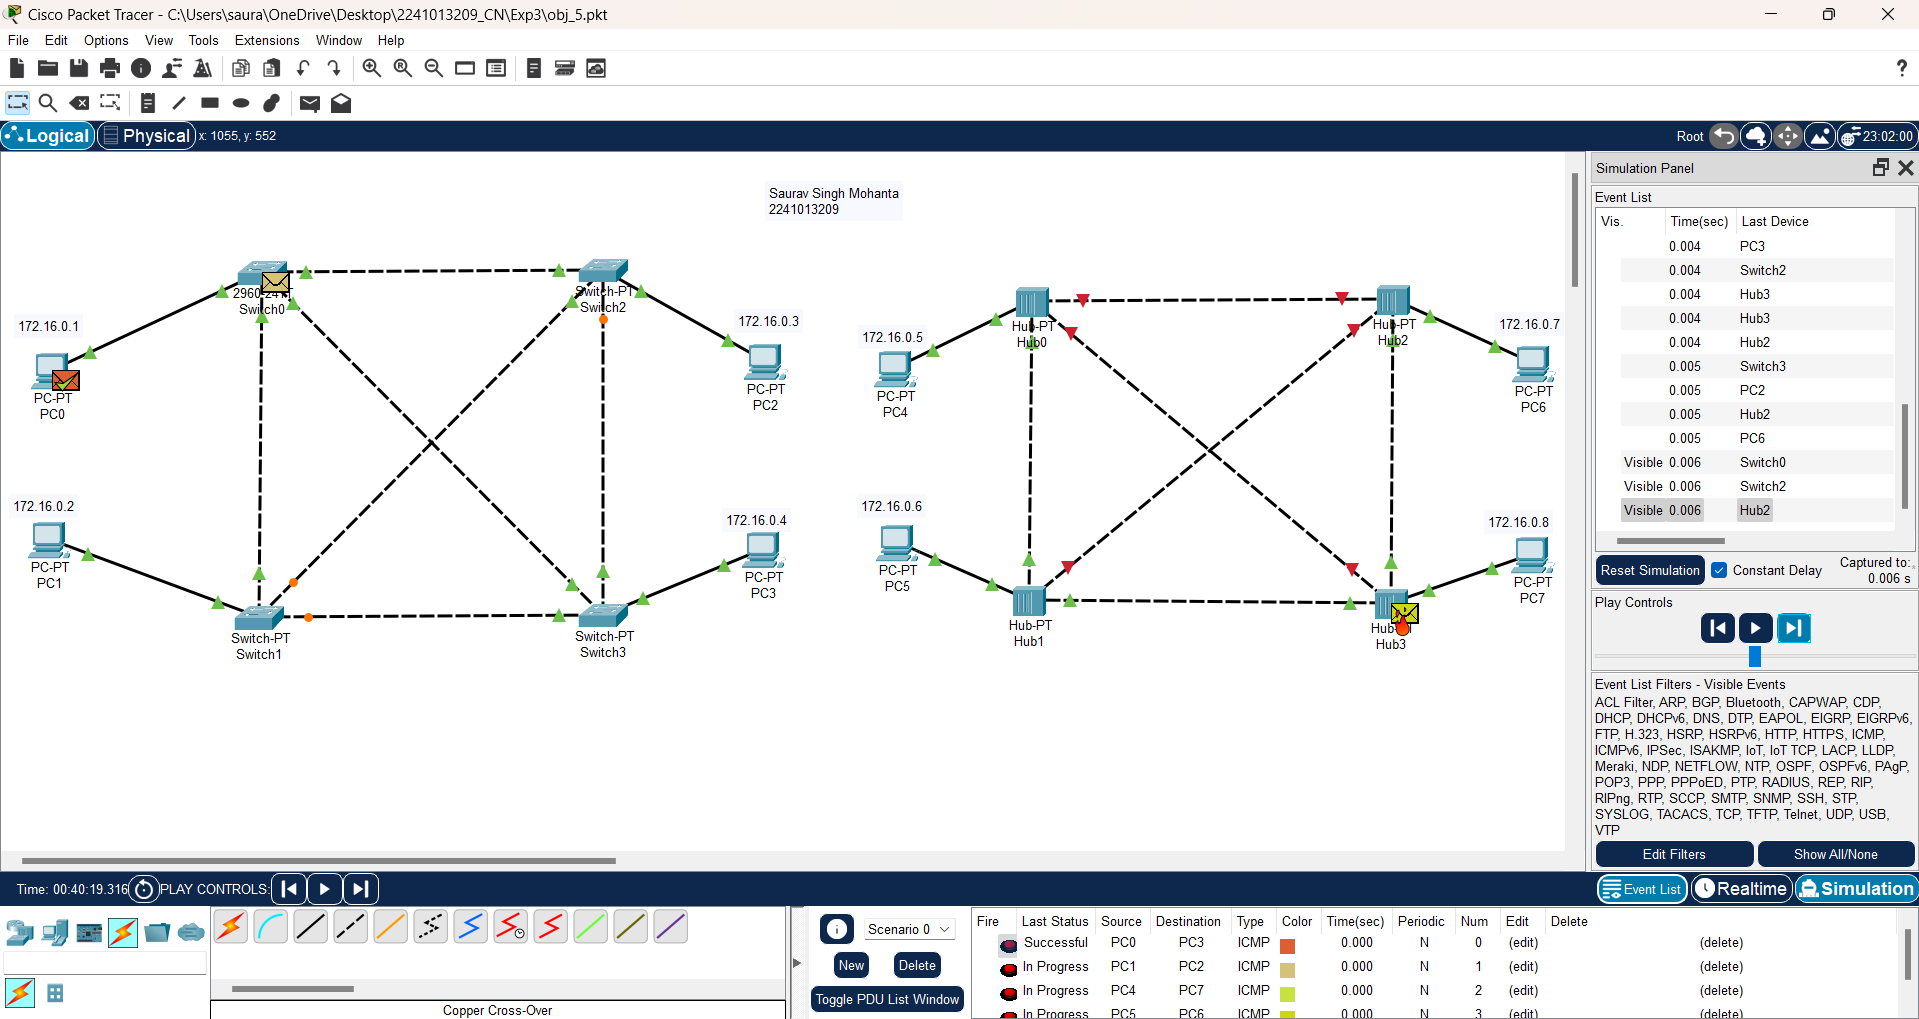 Cisco Packet Tracer - C:\Users\saura\OneDrive\Desktop\2241013209_CN\Exp3\obj_5.pkt
File Edit Options View Tools Extensions Window Help
?
Logical Physical x: 1055, y: 552
Root 23:02:00
Saurav Singh Mohanta
2241013209
Switch0
Switch-PT
Switch2
172.16.0.1
172.16.0.3
PC-PT
PC0
PC-PT
PC2
172.16.0.2
172.16.0.4
PC-PT
PC1
PC-PT
PC3
Switch-PT
Switch1
Switch-PT
Switch3
172.16.0.5
172.16.0.7
Hub-PT
Hub0
Hub-PT
Hub2
PC-PT
PC4
PC-PT
PC6
172.16.0.6
172.16.0.8
PC-PT
PC5
PC-PT
PC7
Hub-PT
Hub1
Hub3
Simulation Panel
Event List
Vis. Time(sec) Last Device
0.004 PC3
0.004 Switch2
0.004 Hub3
0.004 Hub3
0.004 Hub2
0.005 Switch3
0.005 PC2
0.005 Hub2
0.005 PC6
Visible 0.006 Switch0
Visible 0.006 Switch2
Visible 0.006 Hub2
Reset Simulation Constant Delay Captured to:
0.006 s
Play Controls
Event List Filters - Visible Events
ACL Filter, ARP, BGP, Bluetooth, CAPWAP, CDP,
DHCP, DHCPv6, DNS, DTP, EAPOL, EIGRP, EIGRPv6,
FTP, H.323, HSRP, HSRPv6, HTTP, HTTPS, ICMP,
ICMPv6, IPSec, ISAKMP, IoT, IoT TCP, LACP, LLDP,
Meraki, NDP, NETFLOW, NTP, OSPF, OSPFv6, PAgP,
POP3, PPP, PPPoED, PTP, RADIUS, REP, RIP,
RIPng, RTP, SCCP, SMTP, SNMP, SSH, STP,
SYSLOG, TACACS, TCP, TFTP, Telnet, UDP, USB,
VTP
Edit Filters Show All/None
Time: 00:40:19.316 PLAY CONTROLS:
Event List Realtime Simulation
Copper Cross-Over
Scenario 0
New Delete
Toggle PDU List Window
Fire Last Status Source Destination Type Color Time(sec) Periodic Num Edit Delete
Successful PC0 PC3 ICMP 0.000 N 0 (edit) (delete)
In Progress PC1 PC2 ICMP 0.000 N 1 (edit) (delete)
In Progress PC4 PC7 ICMP 0.000 N 2 (edit) (delete)
In Progress PC5 PC6 ICMP 0.000 N 3 (edit) (delete)